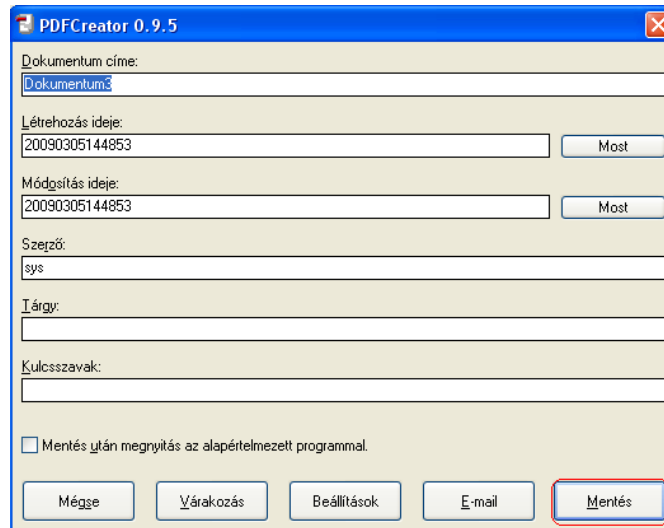 PDFCreator 0.9.5
Dokumentum címe:
Dokumentum3
Létrehozás ideje:
20090305144853 Most
Módosítás ideje:
20090305144853 Most
Szerző:
sys
Tárgy:
Kulcsszavak:
Mentés után megnyitás az alapértelmezett programmal.
Mégse Várakozás Beállítások E-mail Mentés